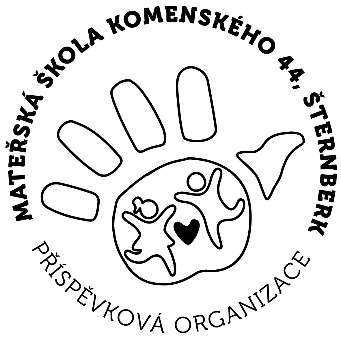 MATEŘSKÁ ŠKOLA KOMENSKÉHO 44, ŠTERNBERK
PŘÍSPĚVKOVÁ ORGANIZACE